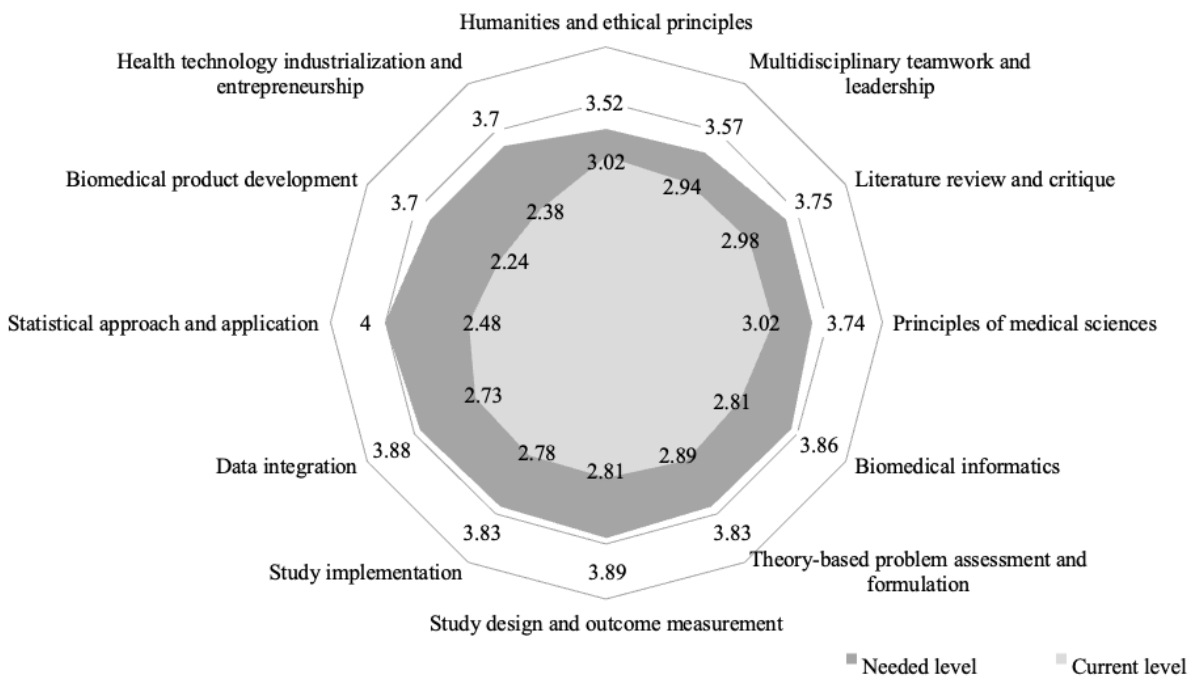 Humanities and ethical principles
Health technology industrialization and
entrepreneurship
Multidisciplinary teamwork and
leadership
3.7
3.52
3.57
3.02
2.94
2.38
Biomedical product development
Literature review and critique
3.7
3.75
2.24
2.98
Statistical approach and application
4
2.48
3.02
3.74
Principles of medical sciences
2.73
2.81
3.88
2.78
2.81
2.89
3.86
Data integration
Biomedical informatics
3.83
3.83
Study implementation
3.89
Theory-based problem assessment and
formulation
Study design and outcome measurement
Needed level
Current level